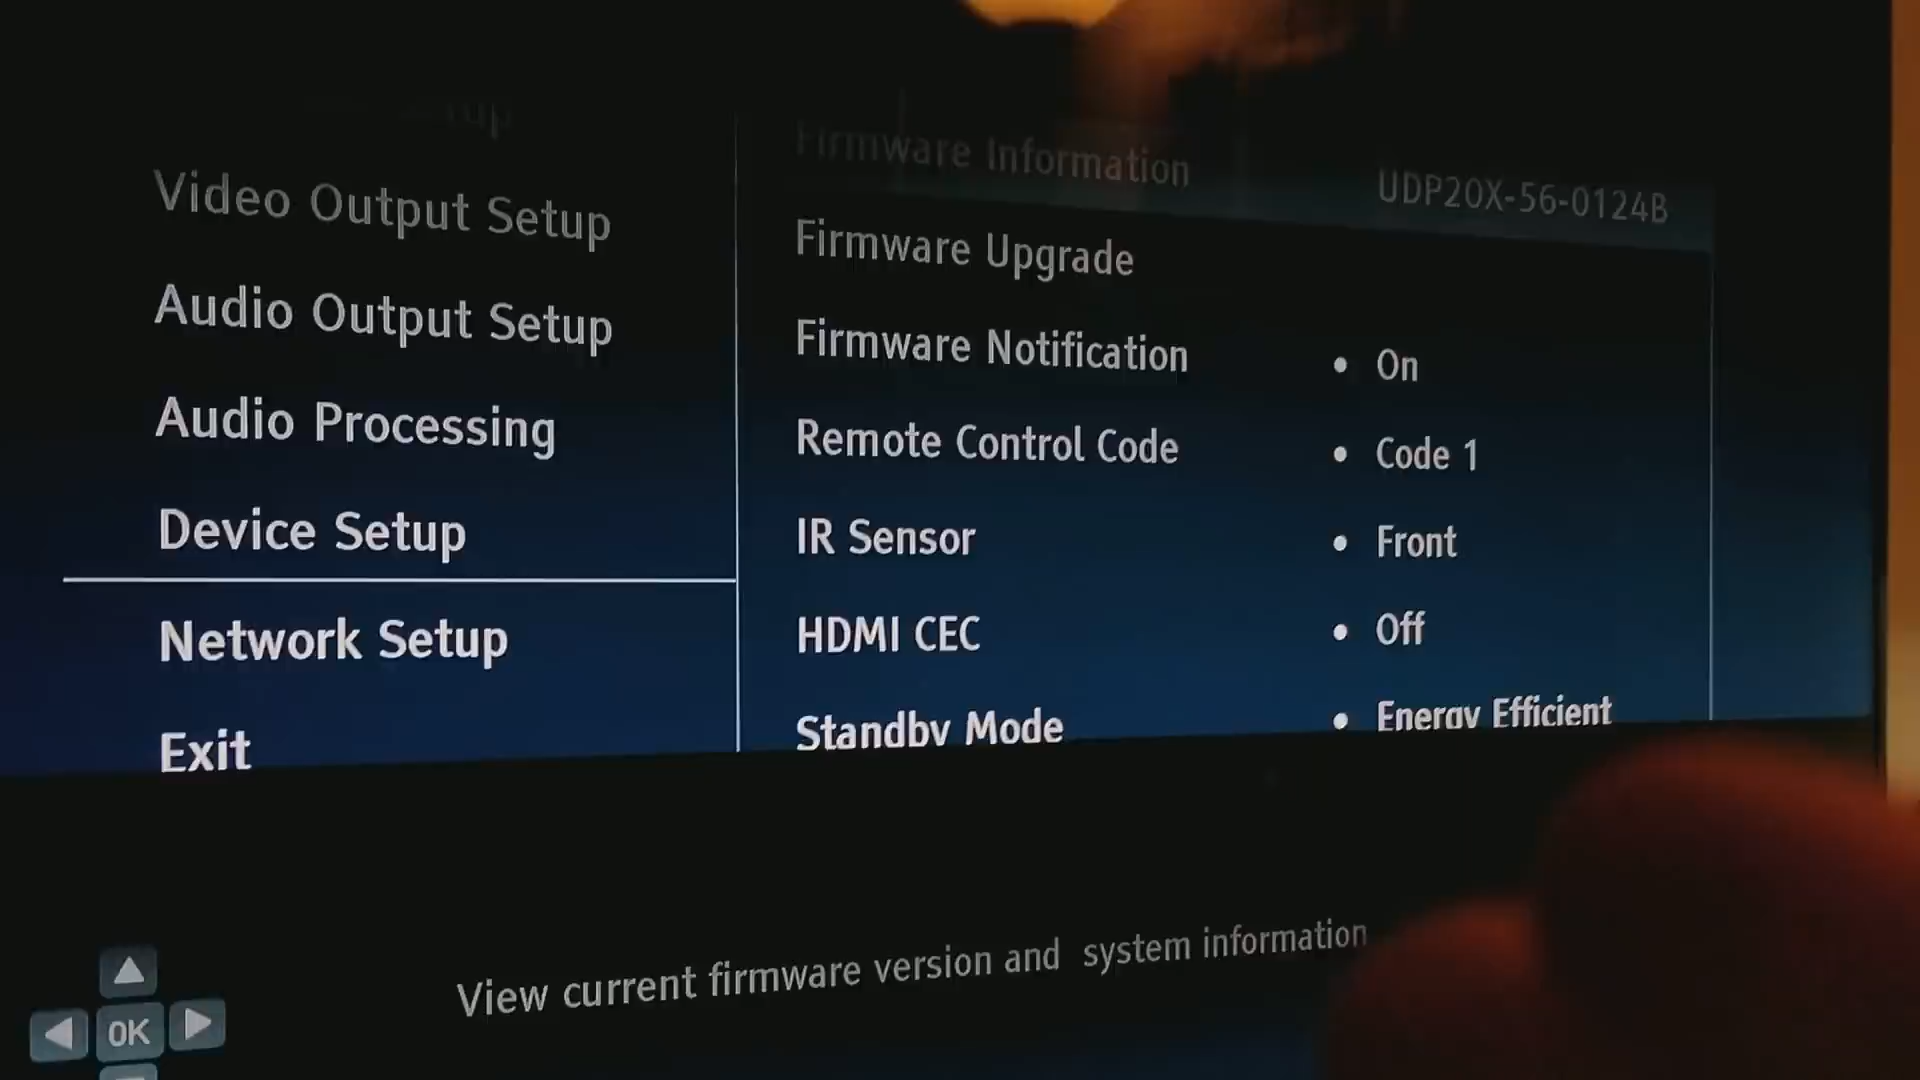 Video Output Setup
Audio Output Setup
Audio Processing
Device Setup
Network Setup
Exit
Firmware Information UDP20X-56-0124B
Firmware Upgrade
Firmware Notification • On
Remote Control Code • Code 1
IR Sensor • Front
HDMI CEC • Off
Standby Mode • Energy Efficient
View current firmware version and system information
OK